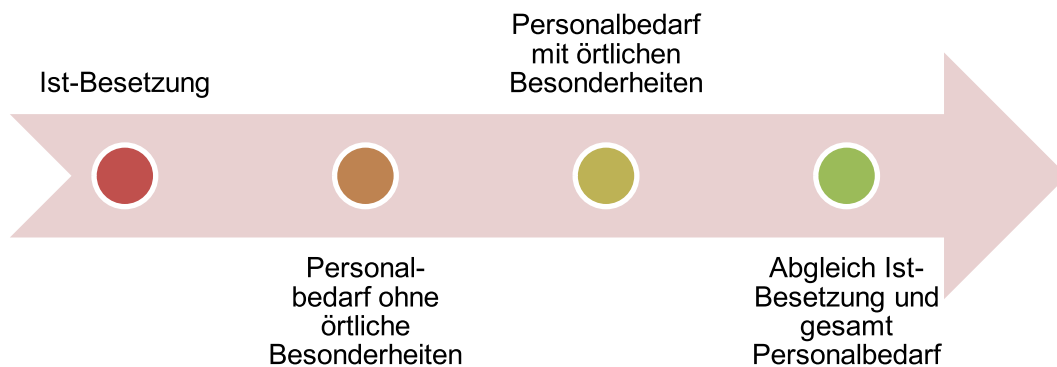 Ist-Besetzung
Personal-
bedarf ohne
örtliche
Besonderheiten
Personalbedarf
mit örtlichen
Besonderheiten
Abgleich Ist-
Besetzung und
gesamt
Personalbedarf